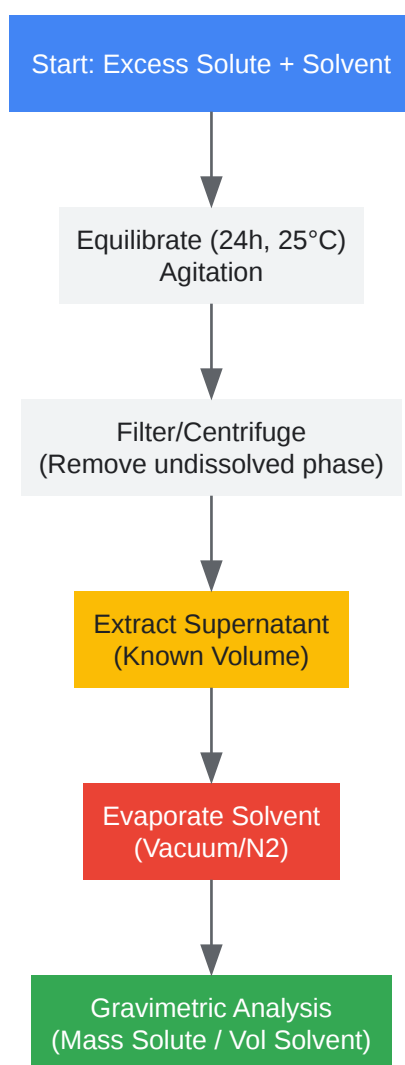 Start: Excess Solute + Solvent
Equilibrate (24h, 25°C)
Agitation
Filter/Centrifuge
(Remove undissolved phase)
Extract Supernatant
(Known Volume)
Evaporate Solvent
(Vacuum/N2)
Gravimetric Analysis
(Mass Solute / Vol Solvent)